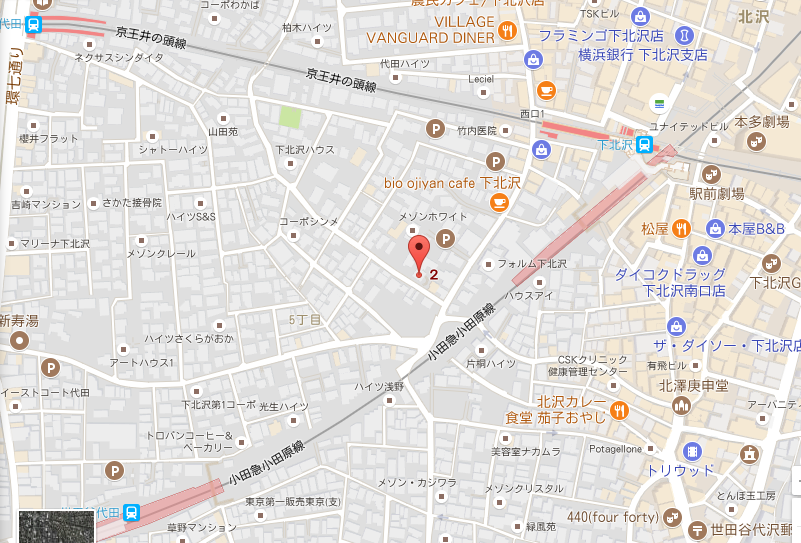 農民カフェ/下北沢店
コーポわかば
TSKビル
北沢
代田
京王井の頭線
柏木ハイツ
VILLAGE
VANGUARD DINER
フラミンゴ下北沢店
横浜銀行 下北沢支店
ネクサスシンダイタ
環七通り
京王井の頭線
代田ハイツ
Leciel
西口1
ユナイテッドビル
本多劇場
山田苑
竹内医院
櫻井フラット
シャトーハイツ
下北沢ハウス
下北沢
bio ojiyan cafe 下北沢
駅前劇場
吉崎マンション
さかた接骨院
ハイツS&S
コーポシンメ
メゾンホワイト
松屋
本屋B&B
マリーナ下北沢
メゾンクレール
フォルム下北沢
ダイコクドラッグ
下北沢南口店
2
ハウスアイ
下北沢G
新寿湯
5丁目
ハイツさくらがおか
小田急小田原線
ザ・ダイソー・下北沢店
アートハウス1
片桐ハイツ
CSKクリニック
健康管理センター
有飛ビル
北澤庚申堂
イーストコート代田
下北沢第1コーポ
ハイツ浅野
光生ハイツ
北沢カレー
食堂 茄子おやじ
アーバニティ
トロパンコーヒー&
ベーカリー
小田急小田原線
美容室ナカムラ
Potagellone
トリウッド
メゾン・カシワラ
メゾンクリスタル
とんぼ玉工房
世田谷代田
東京第一販売東京(支)
草野マンション
緑風苑
440(four forty)
世田谷代沢郵